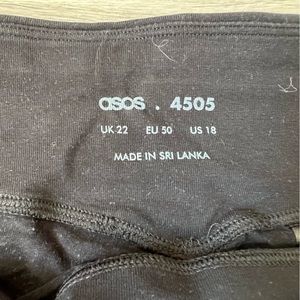 asos . 4505
UK 22 EU 50 US 18
MADE IN SRI LANKA